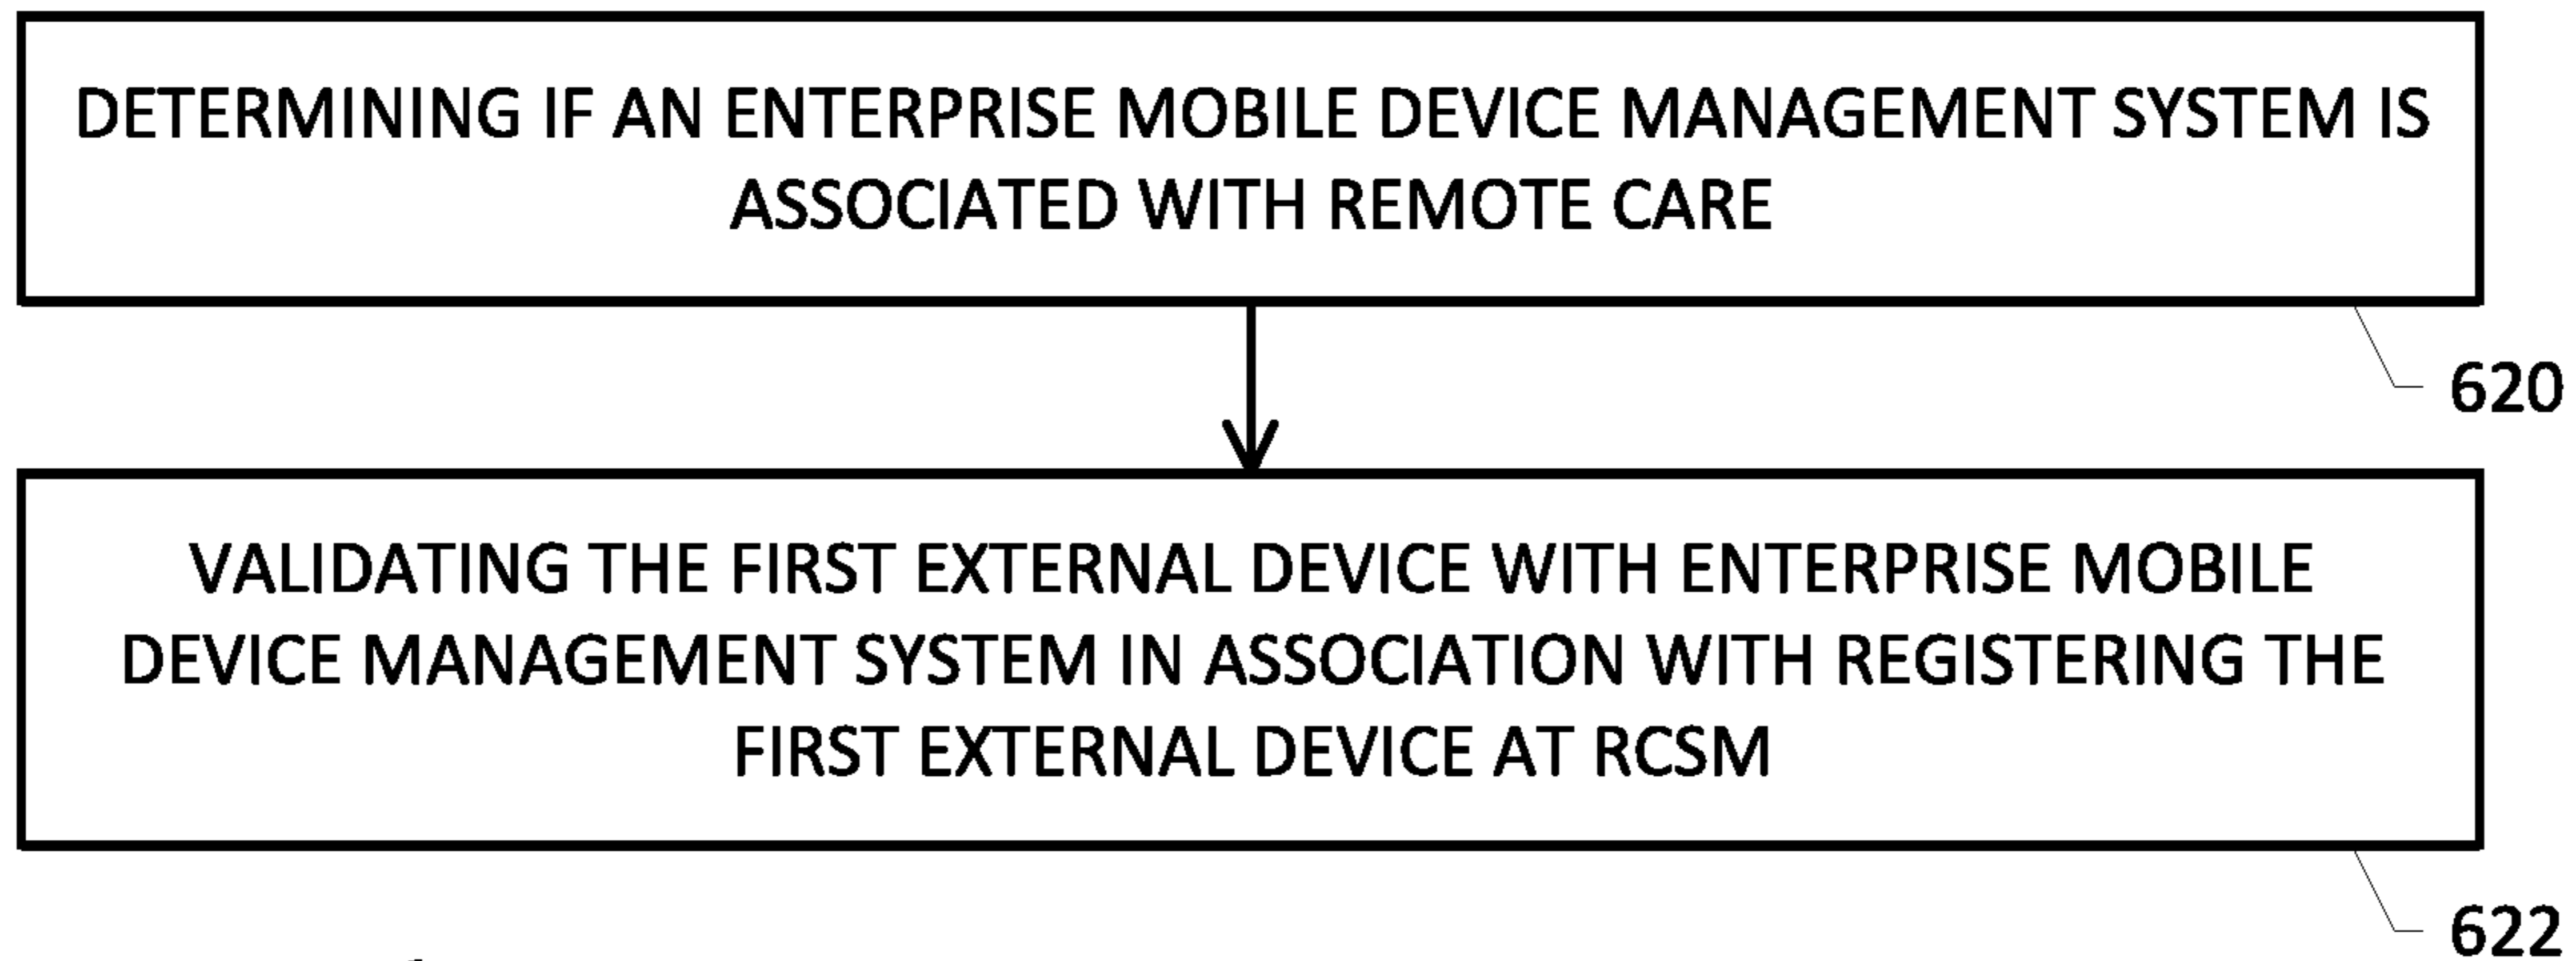 DETERMINING IF AN ENTERPRISE MOBILE DEVICE MANAGEMENT SYSTEM IS
ASSOCIATED WITH REMOTE CARE
620
VALIDATING THE FIRST EXTERNAL DEVICE WITH ENTERPRISE MOBILE
DEVICE MANAGEMENT SYSTEM IN ASSOCIATION WITH REGISTERING THE
FIRST EXTERNAL DEVICE AT RCSM
622